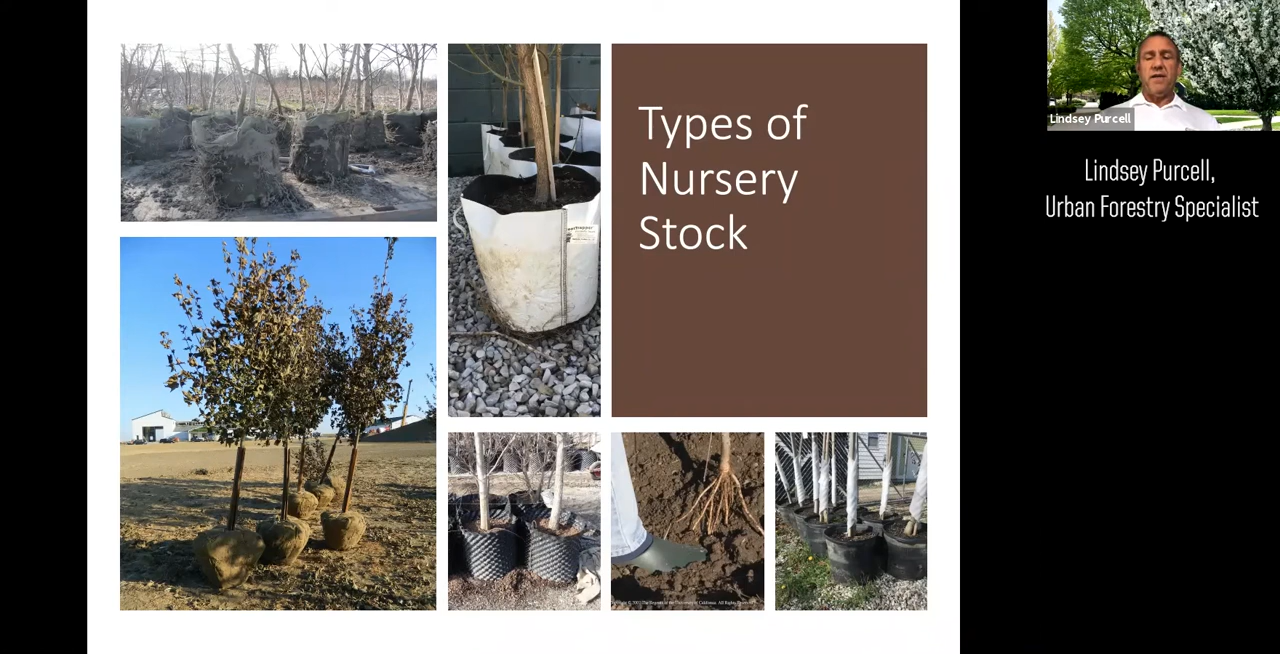 Types of
Nursery
Stock
Lindsey Purcell
Lindsey Purcell,
Urban Forestry Specialist